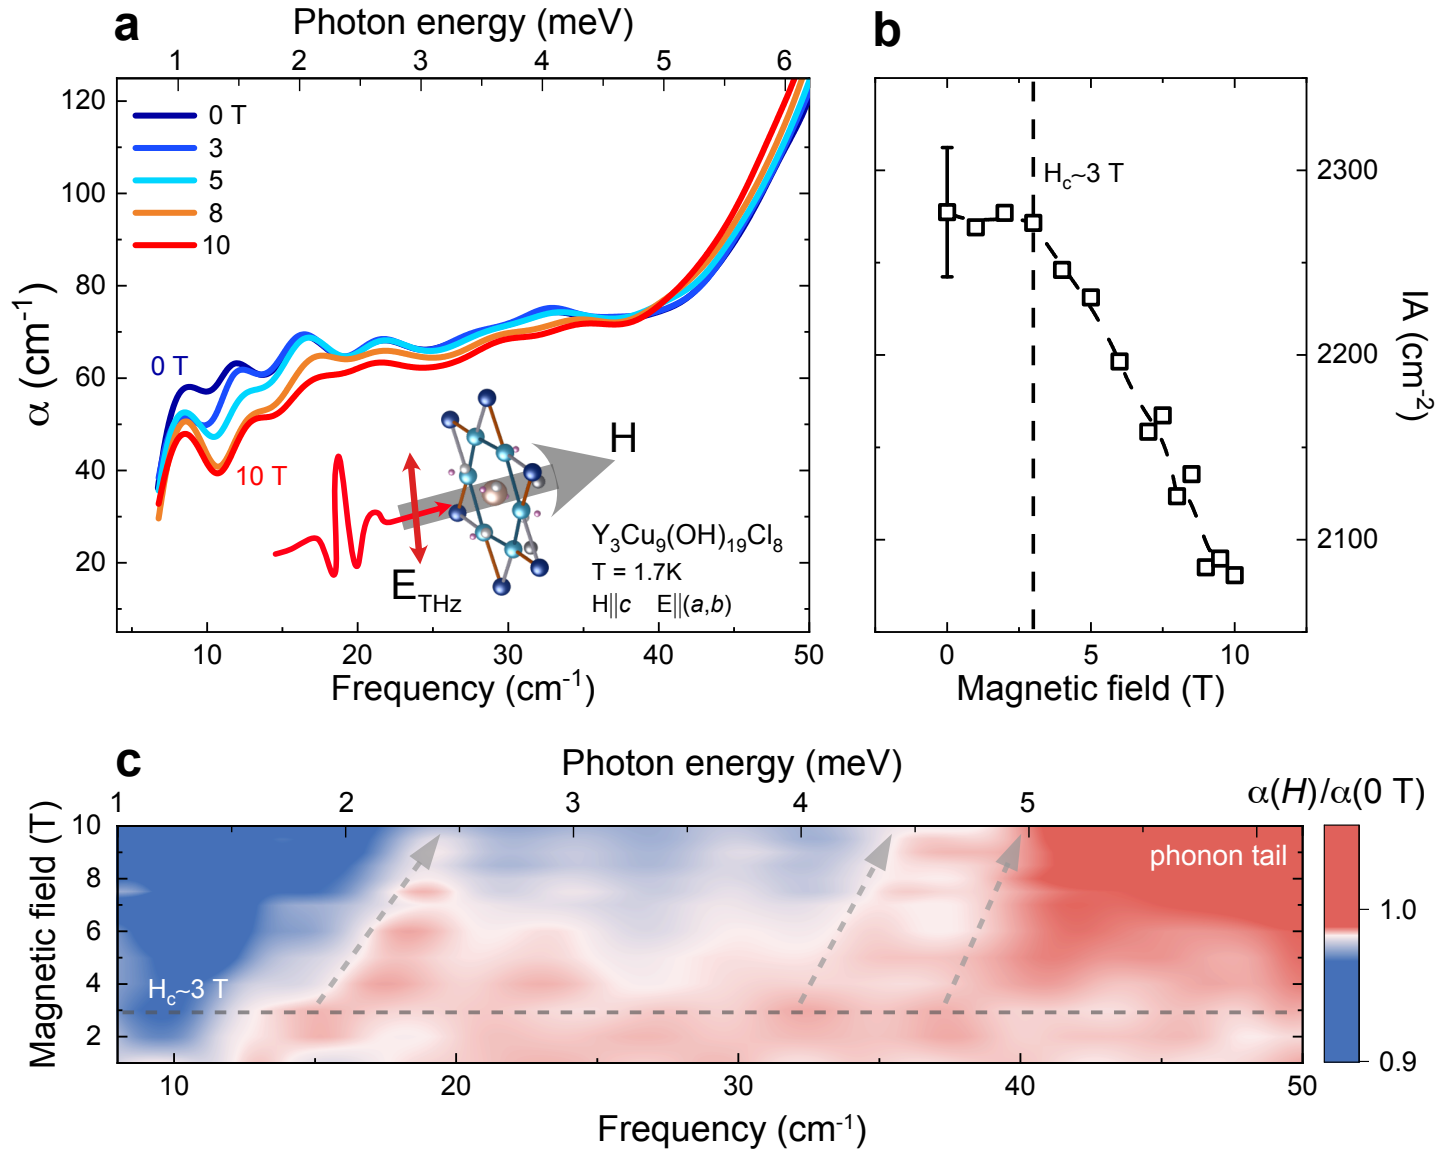 a
Photon energy (meV)
1 2 3 4 5 6
120
100
80
60
40
20
α (cm-1)
0 T
3
5
8
10
0 T
10 T
H
ETHz
Y3Cu9(OH)19Cl8
T = 1.7K
H||c E||(a,b)
10 20 30 40 50
Frequency (cm-1)
b
Hc~3 T
2300
2200
2100
IA (cm-2)
0 5 10
Magnetic field (T)
c
Photon energy (meV)
1 2 3 4 5
α(H)/α(0 T)
Magnetic field (T)
10
8
6
4
2
phonon tail
Hc~3 T
1.0
0.9
10 20 30 40 50
Frequency (cm-1)